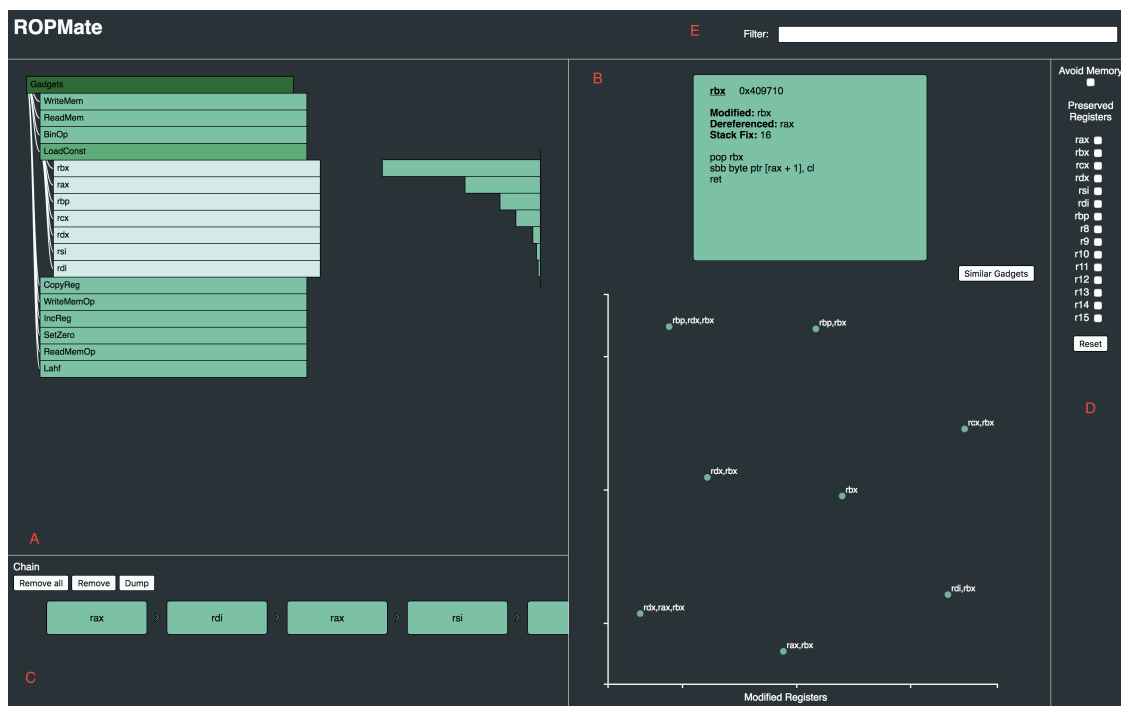 ROPMate
E
Filter:
Gadgets
WriteMem
ReadMem
BinOp
LoadConst
rbx
rax
rbp
rcx
rdx
rsi
rdi
CopyReg
WriteMemOp
IncReg
SetZero
ReadMemOp
Lahf
A
B
rbx 0x409710
Modified: rbx
Dereferenced: rax
Stack Fix: 16
pop rbx
sbb byte ptr [rax + 1], cl
ret
Similar Gadgets
rbp,rdx,rbx
rbp,rbx
rcx,rbx
rdx,rbx
rbx
rdi,rbx
rdx,rax,rbx
rax,rbx
Modified Registers
Avoid Memory
Preserved
Registers
rax
rbx
rcx
rdx
rsi
rdi
rbp
r8
r9
r10
r11
r12
r13
r14
r15
Reset
D
Chain
Remove all Remove Dump
rax rdi rax rsi
C